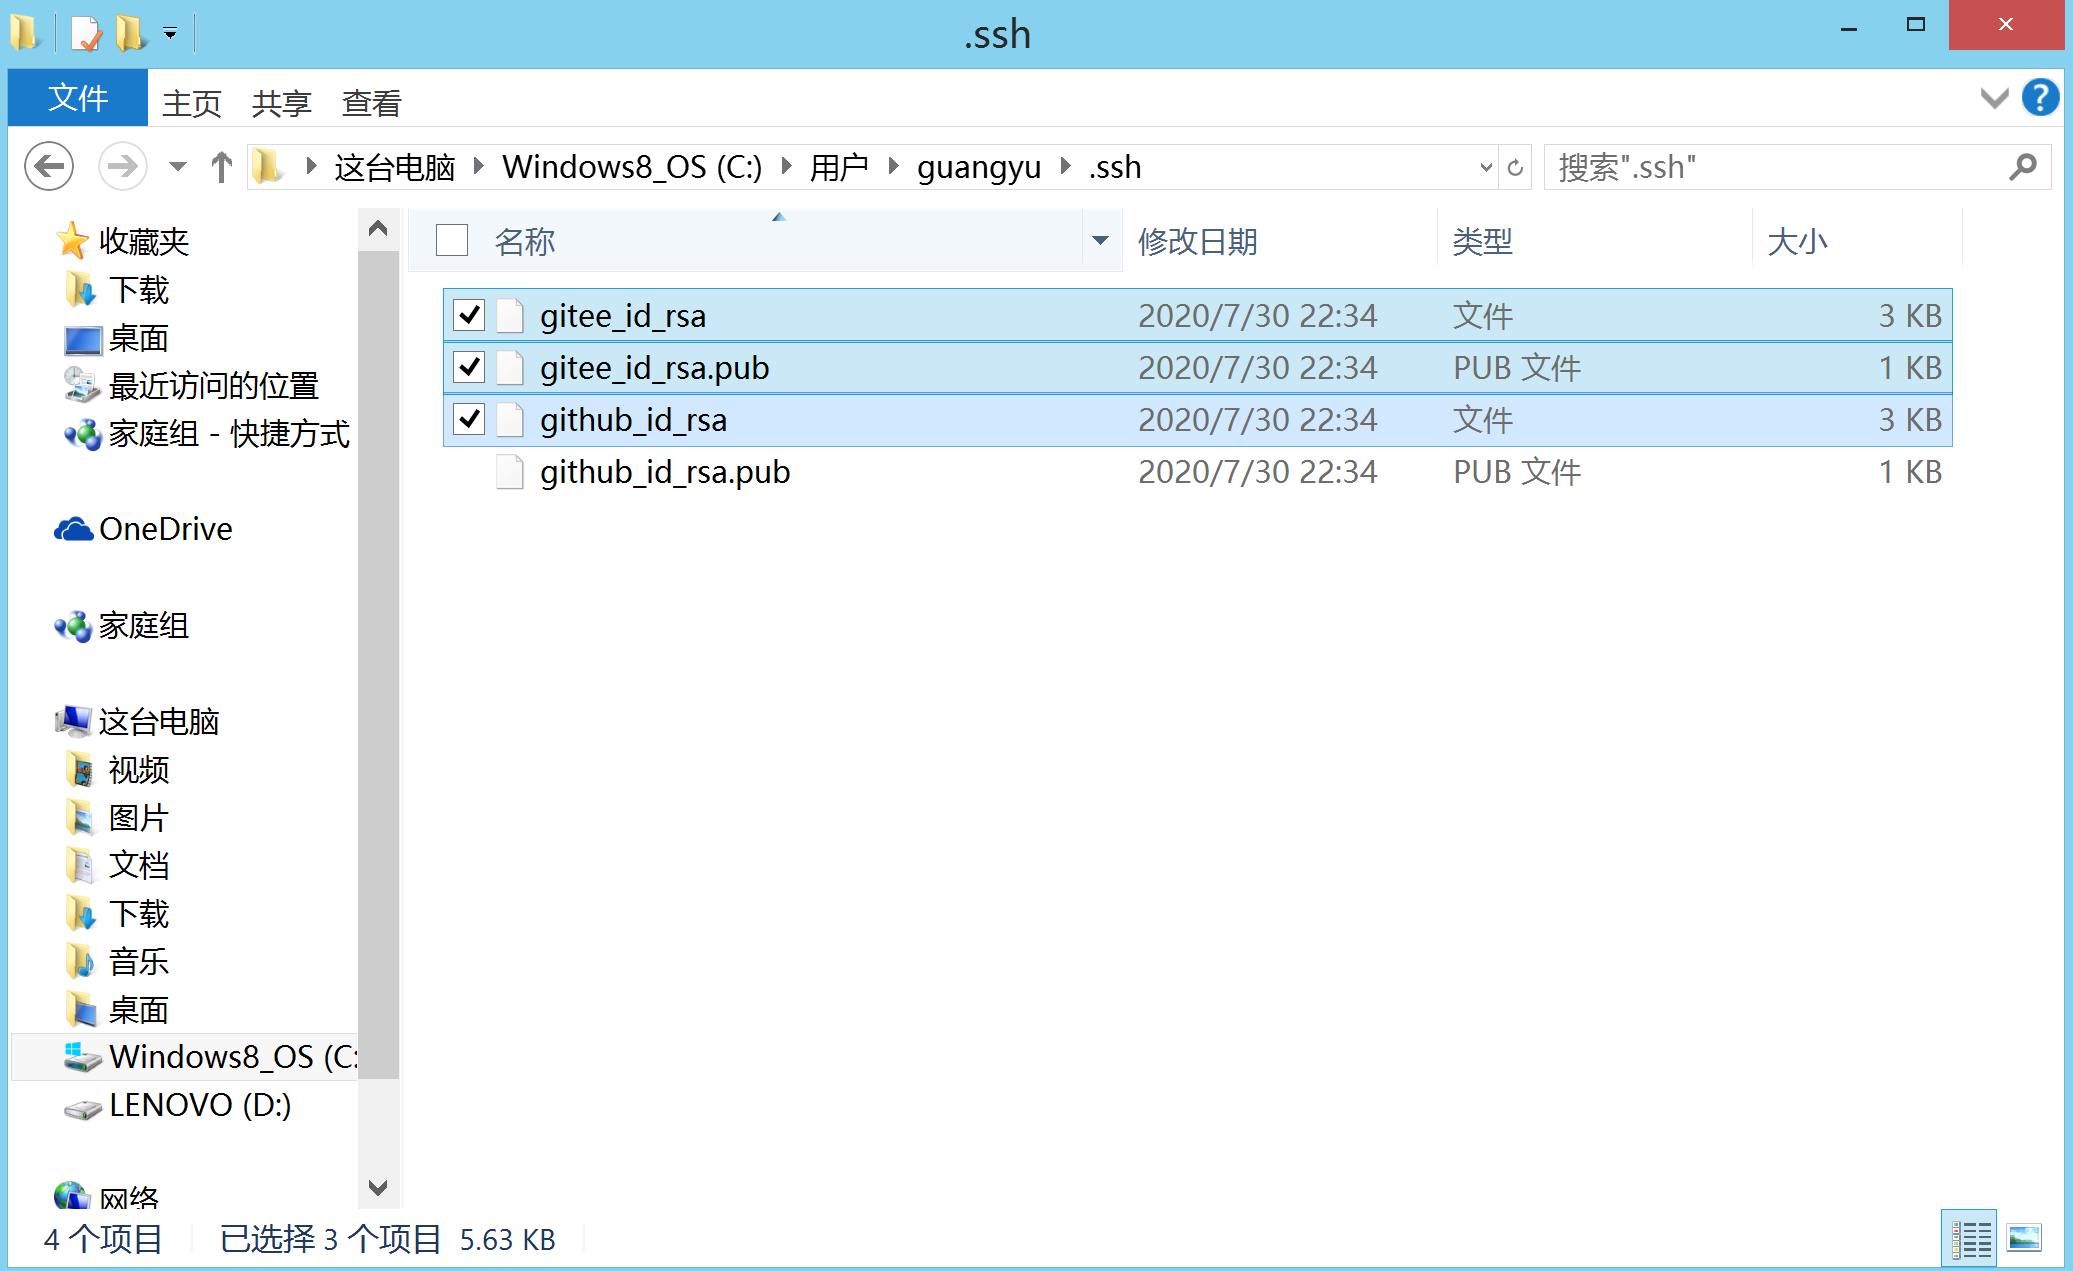 .ssh
文件 主页 共享 查看
这台电脑 Windows8_OS (C:) 用户 guangyu .ssh 搜索".ssh"
名称 修改日期 类型 大小
gitee_id_rsa 2020/7/30 22:34 文件 3 KB
gitee_id_rsa.pub 2020/7/30 22:34 PUB 文件 1 KB
github_id_rsa 2020/7/30 22:34 文件 3 KB
github_id_rsa.pub 2020/7/30 22:34 PUB 文件 1 KB
收藏夹
下载
桌面
最近访问的位置
家庭组 - 快捷方式
OneDrive
家庭组
这台电脑
视频
图片
文档
下载
音乐
桌面
Windows8_OS (C:
LENOVO (D:)
网络
4 个项目 已选择 3 个项目 5.63 KB